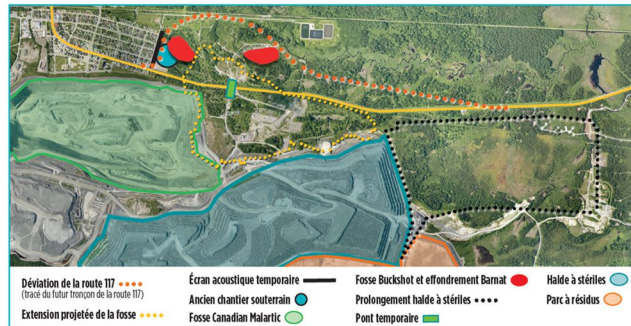 Déviation de la route 117
(tracé du futur tronçon de la route 117)
Extension projetée de la fosse
Écran acoustique temporaire
Ancien chantier souterrain
Fosse Canadian Malartic
Fosse Buckshot et effondrement Barnat
Prolongement halde à stériles
Pont temporaire
Halde à stériles
Parc à résidus